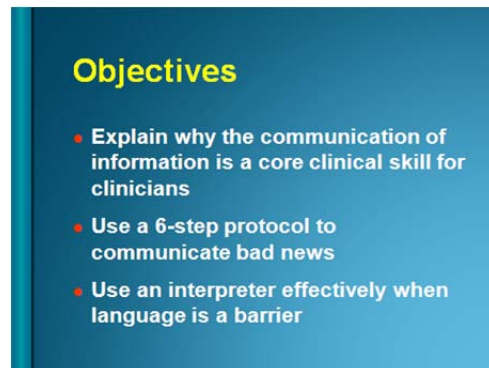 Objectives
Explain why the communication of
information is a core clinical skill for
clinicians
Use a 6-step protocol to
communicate bad news
Use an interpreter effectively when
language is a barrier